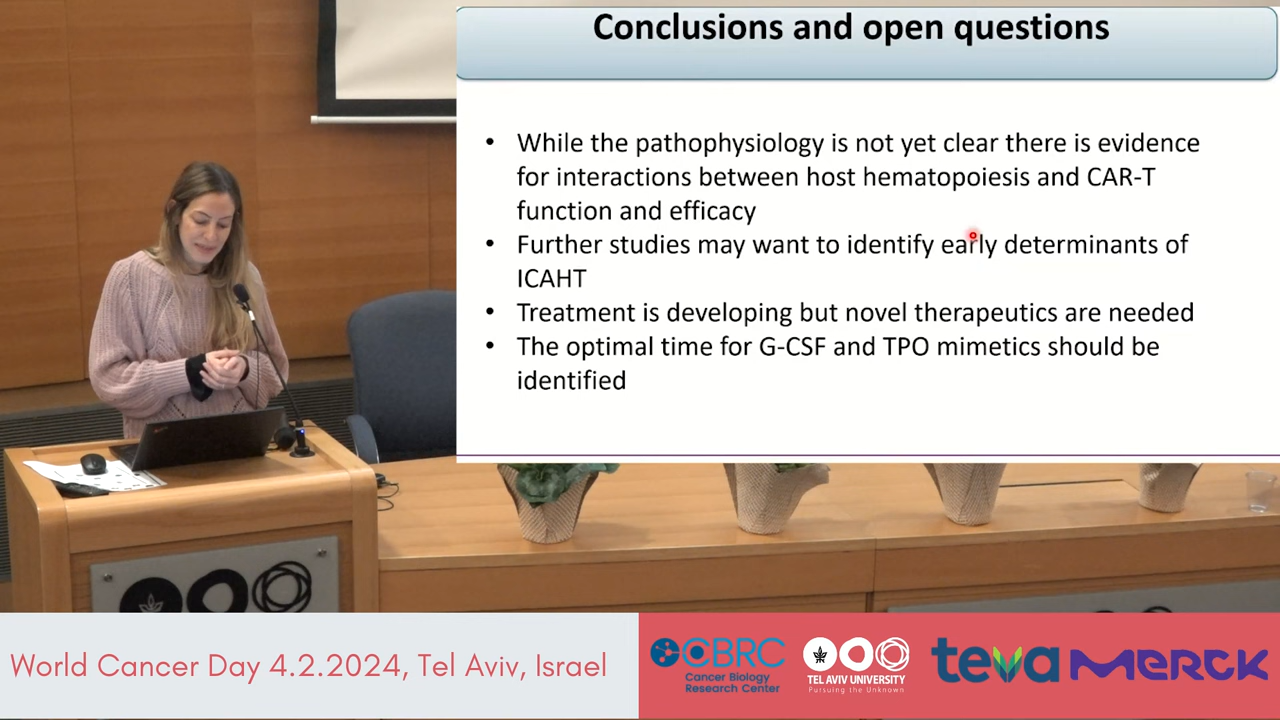 Conclusions and open questions
• While the pathophysiology is not yet clear there is evidence
for interactions between host hematopoiesis and CAR-T
function and efficacy
• Further studies may want to identify early determinants of
ICAHT
• Treatment is developing but novel therapeutics are needed
• The optimal time for G-CSF and TPO mimetics should be
identified
World Cancer Day 4.2.2024, Tel Aviv, Israel
CBRC
Cancer Biology
Research Center
TEL AVIV UNIVERSITY
Pursuing the Unknown
teva
MERCK